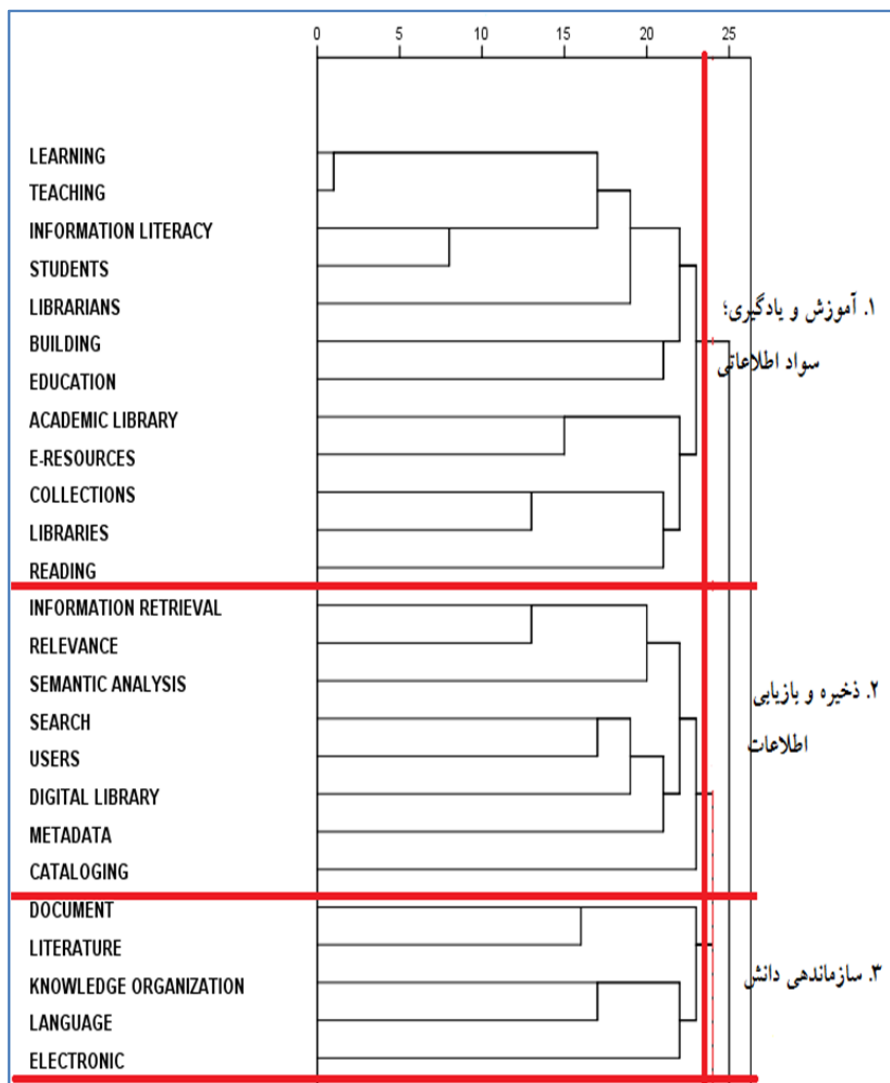 0 5 10 15 20 25
LEARNING
TEACHING
INFORMATION LITERACY
STUDENTS
LIBRARIANS
۱. آموزش و یادگیری؛
BUILDING
سواد اطلاعاتی
EDUCATION
ACADEMIC LIBRARY
E-RESOURCES
COLLECTIONS
LIBRARIES
READING
INFORMATION RETRIEVAL
RELEVANCE
SEMANTIC ANALYSIS
۲. ذخیره و بازیابی
SEARCH
اطلاعات
USERS
DIGITAL LIBRARY
METADATA
CATALOGING
DOCUMENT
LITERATURE
۳. سازماندهی دانش
KNOWLEDGE ORGANIZATION
LANGUAGE
ELECTRONIC